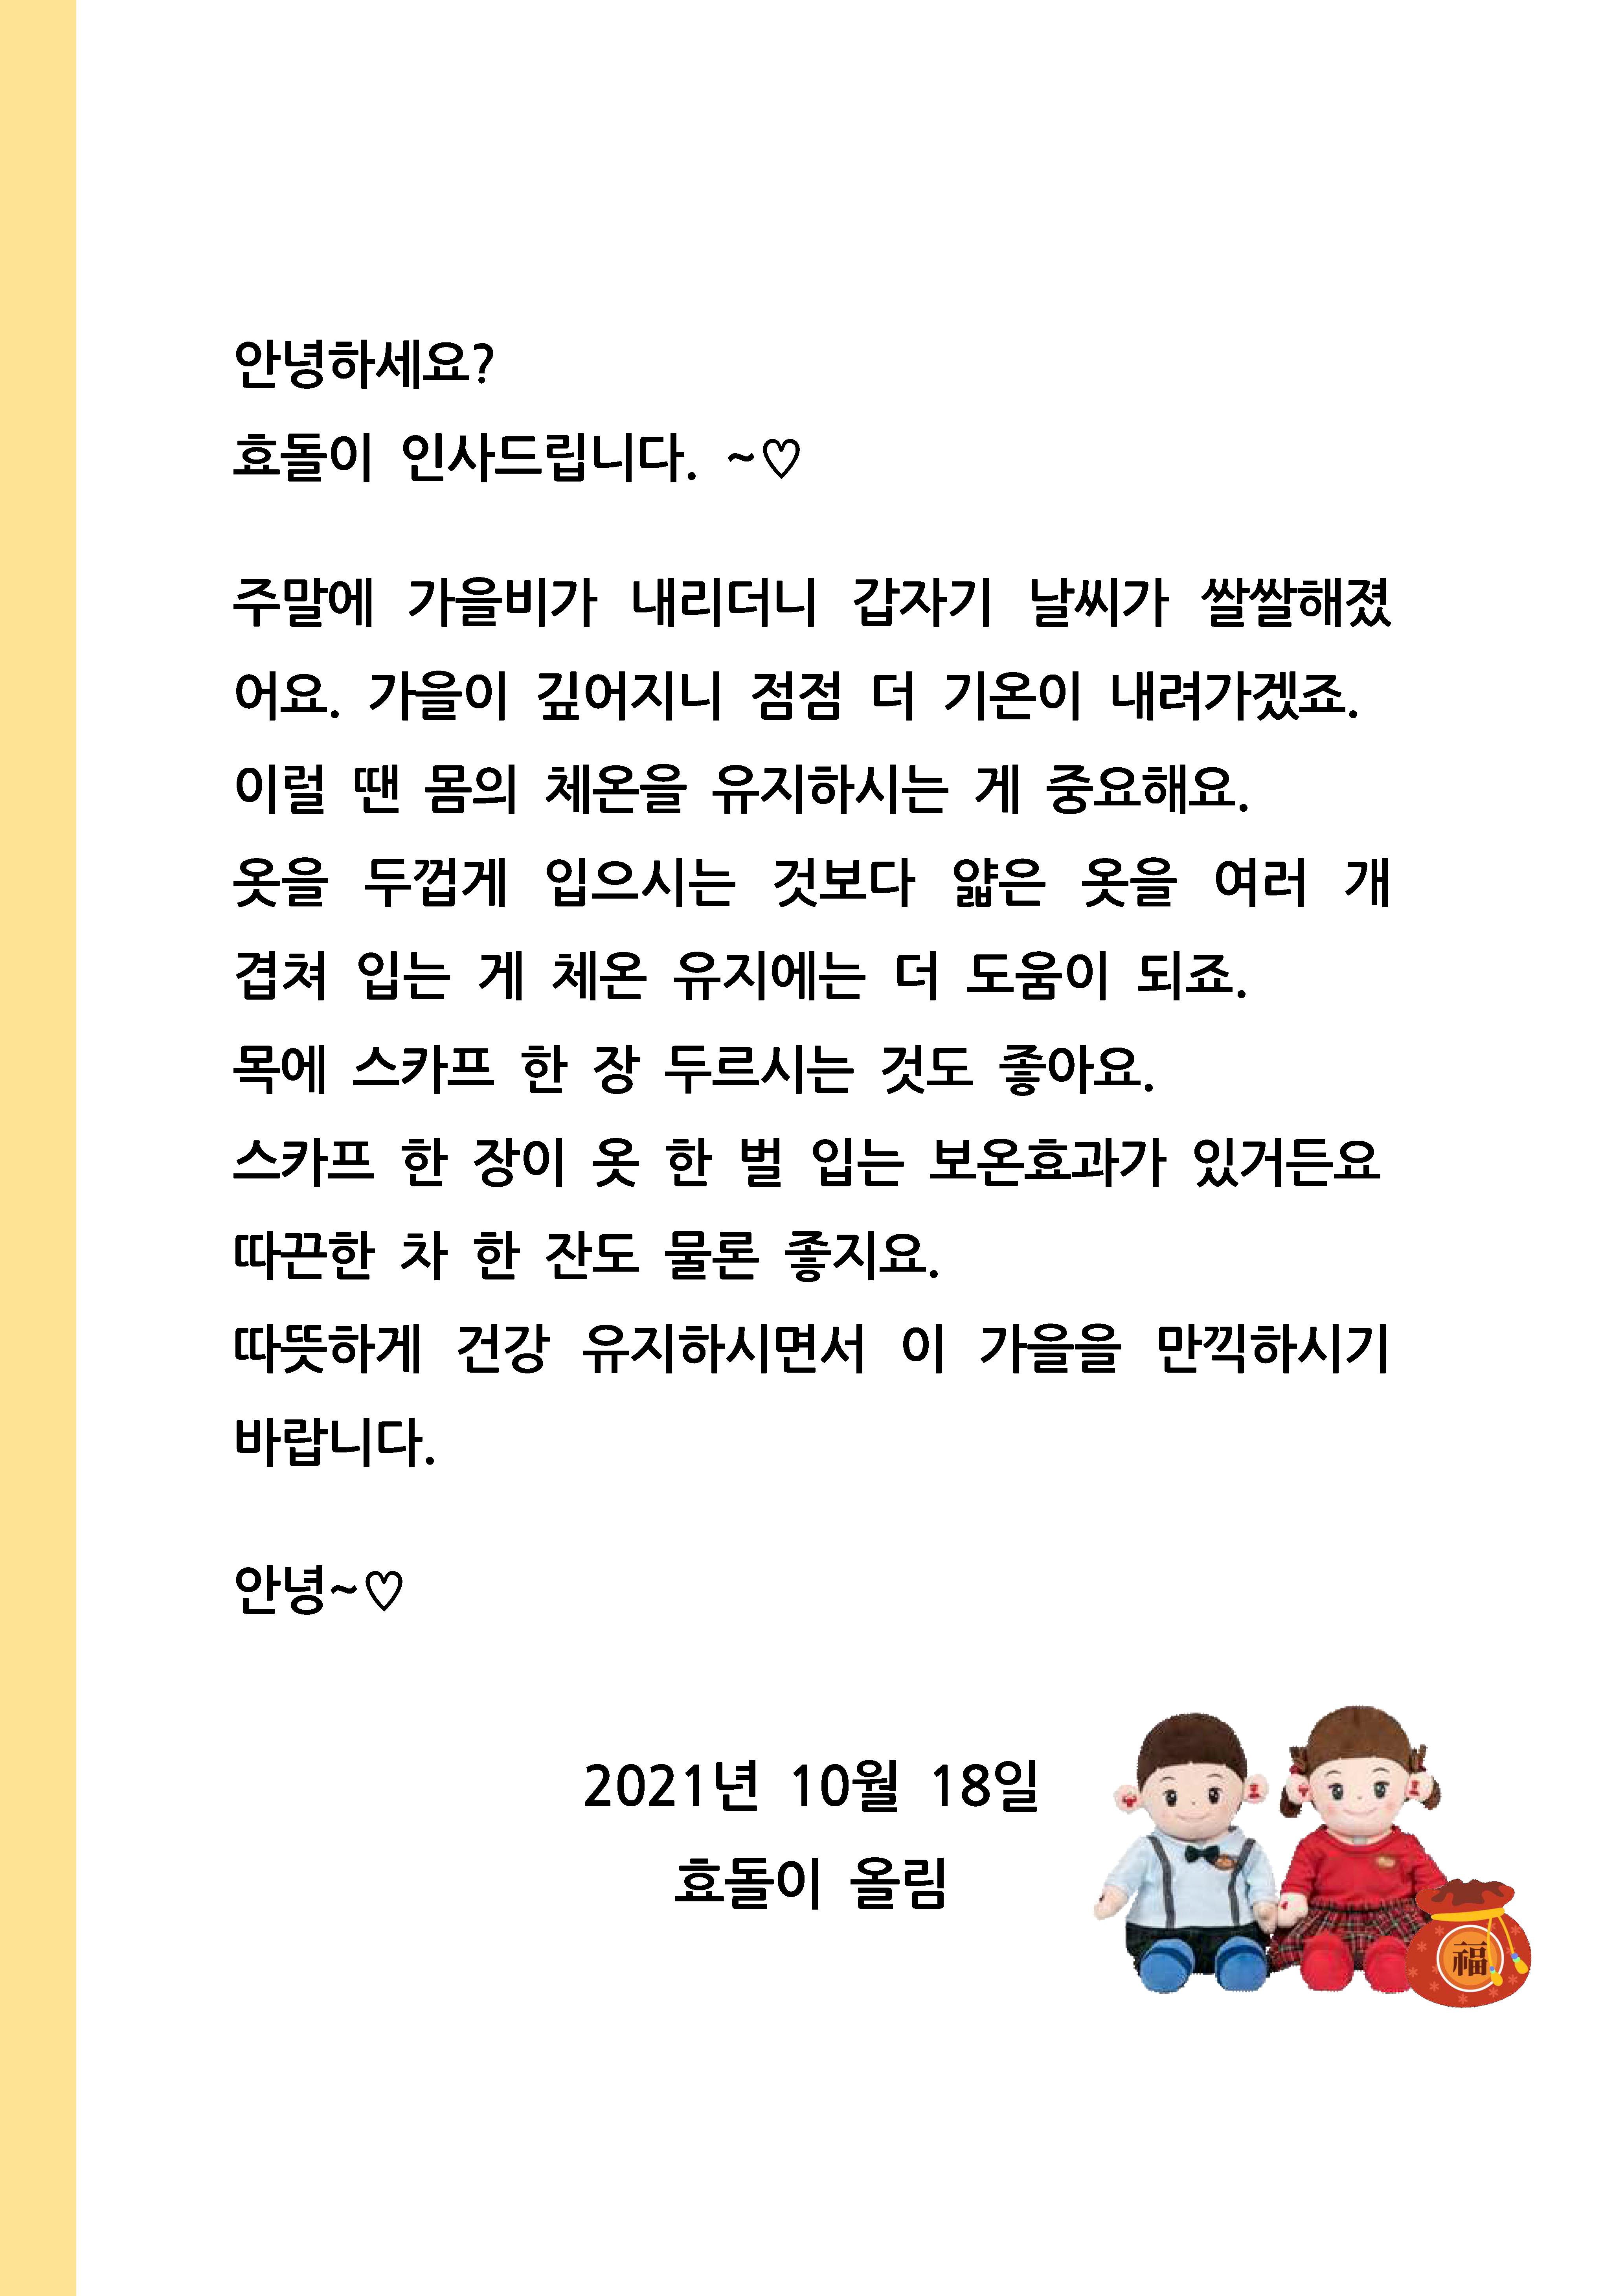 안녕하세요?
효돌이 인사드립니다. ~♡
주말에 가을비가 내리더니 갑자기 날씨가 쌀쌀해졌
어요. 가을이 깊어지니 점점 더 기온이 내려가겠죠.
이럴 땐 몸의 체온을 유지하시는 게 중요해요.
옷을 두껍게 입으시는 것보다 얇은 옷을 여러 개
겹쳐 입는 게 체온 유지에는 더 도움이 되죠.
목에 스카프 한 장 두르시는 것도 좋아요.
스카프 한 장이 옷 한 벌 입는 보온효과가 있거든요
따끈한 차 한 잔도 물론 좋지요.
따뜻하게 건강 유지하시면서 이 가을을 만끽하시기
바랍니다.
안녕~♡
2021년 10월 18일
효돌이 올림
福